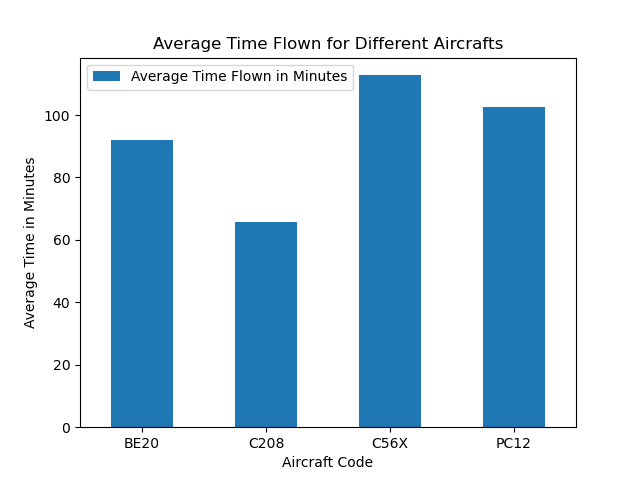 Average Time Flown for Different Aircrafts
Average Time Flown in Minutes
Average Time in Minutes
100
80
60
40
20
0
BE20 C208 C56X PC12
Aircraft Code